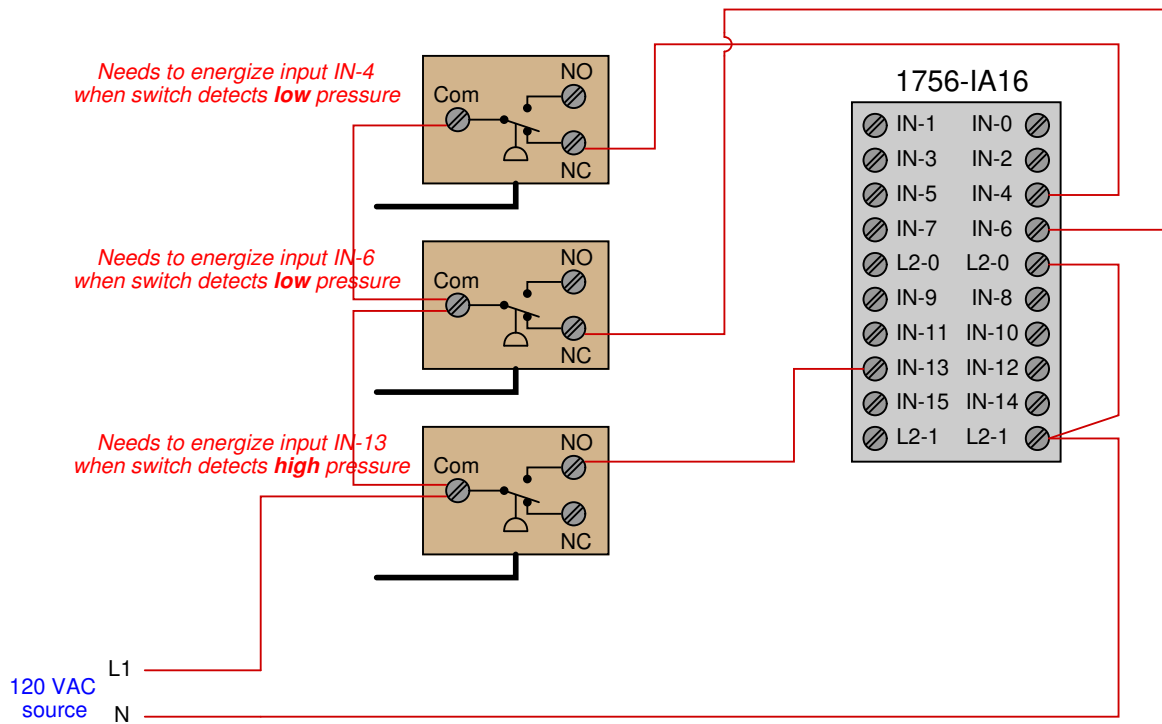 Needs to energize input IN-4
when switch detects low pressure
Com
NO
NC
Needs to energize input IN-6
when switch detects low pressure
Com
NO
NC
Needs to energize input IN-13
when switch detects high pressure
Com
NO
NC
1756-IA16
IN-1 IN-0
IN-3 IN-2
IN-5 IN-4
IN-7 IN-6
L2-0 L2-0
IN-9 IN-8
IN-11 IN-10
IN-13 IN-12
IN-15 IN-14
L2-1 L2-1
120 VAC
source
L1
N